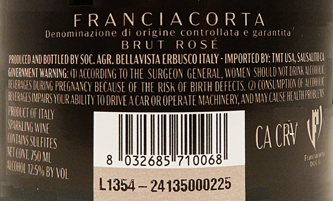 FRANCIACORTA
Denominazione di origine controllata e garantita
BRUT ROSÉ
PRODUCED AND BOTTLED BY SOC. AGR. BELLAVISTA ERBUSCO ITALY - IMPORTED BY: TMT USA, SALSALITO CA
GOVERNMENT WARNING: (1) ACCORDING TO THE SURGEON GENERAL, WOMEN SHOULD NOT DRINK ALCOHOLIC
BEVERAGES DURING PREGNANCY BECAUSE OF THE RISK OF BIRTH DEFECTS. (2) CONSUMPTION OF ALCOHOLIC
BEVERAGES IMPAIRS YOUR ABILITY TO DRIVE A CAR OR OPERATE MACHINERY, AND MAY CAUSE HEALTH PROBLEMS
PRODUCT OF ITALY
SPARKLING WINE
CONTAINS SULFITES
NET CONT. 750 ML
ALCOHOL 12.5% BY VOL.
8 032685 710068
CA CRV
L1354 - 24135000225